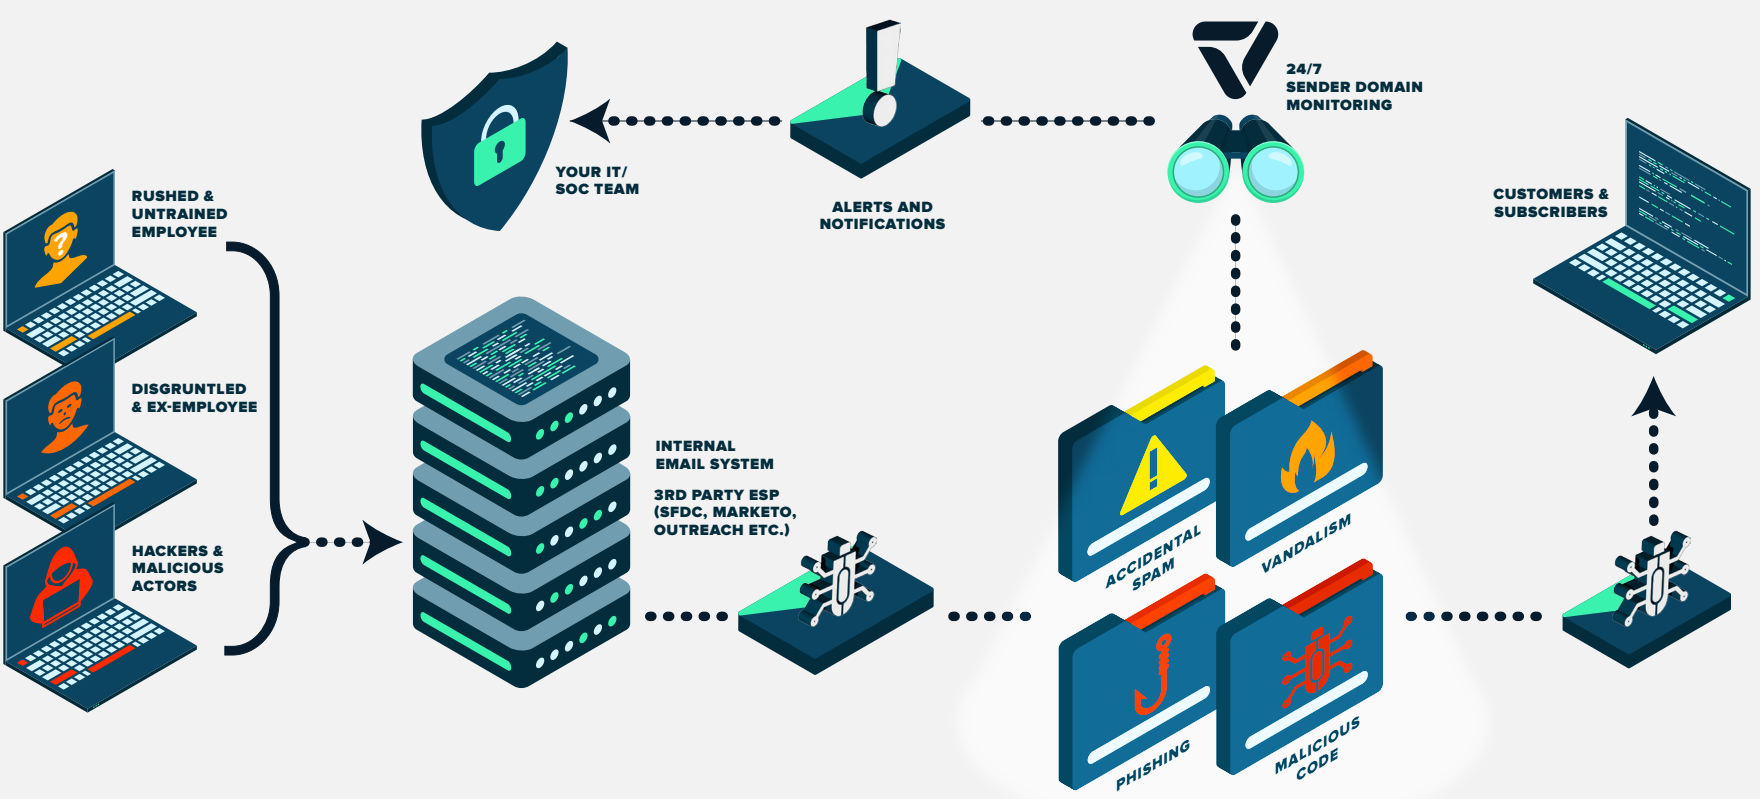 RUSHED &
UNTRAINED
EMPLOYEE
DISGRUNTLED
& EX-EMPLOYEE
HACKERS &
MALICIOUS
ACTORS
YOUR IT/
SOC TEAM
ALERTS AND
NOTIFICATIONS
24/7
SENDER DOMAIN
MONITORING
INTERNAL
EMAIL SYSTEM
3RD PARTY ESP
(SFDC, MARKETO,
OUTREACH ETC.)
ACCIDENTAL
SPAM
VANDALISM
PHISHING
MALICIOUS
CODE
CUSTOMERS &
SUBSCRIBERS